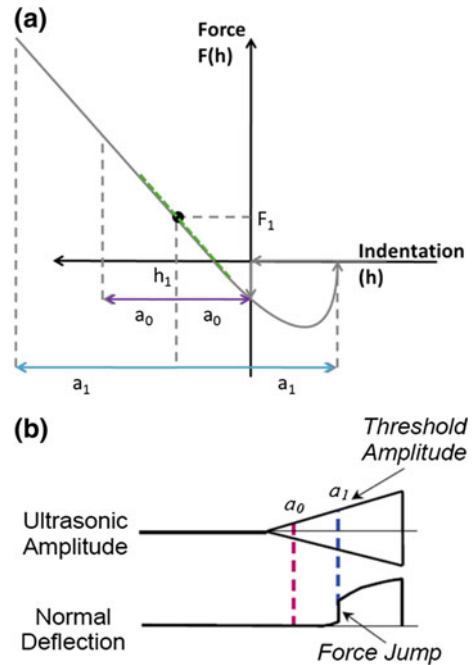 (a)
Force
F(h)
F₁
Indentation
(h)
h₁
a₀ a₀
a₁ a₁
(b)
Threshold
Amplitude
a₀ a₁
Ultrasonic
Amplitude
Normal
Deflection
Force Jump